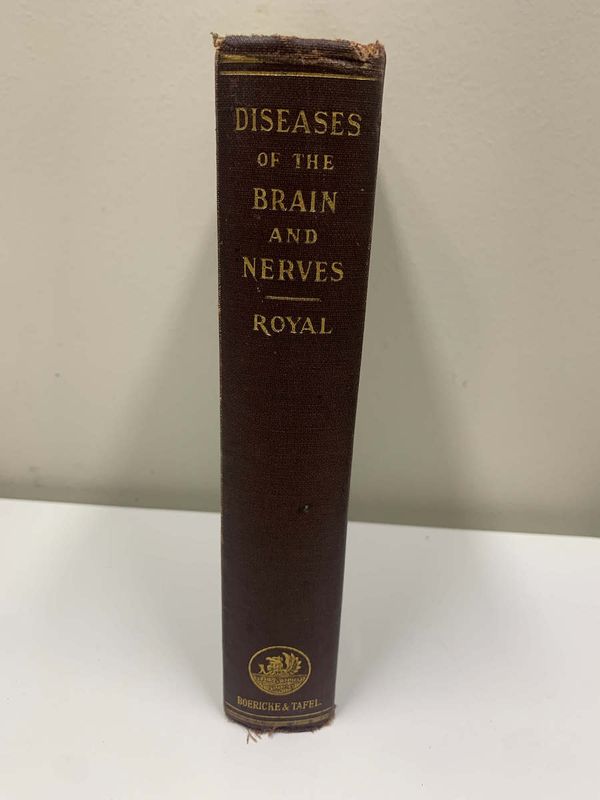 DISEASES
OF THE
BRAIN
AND
NERVES
ROYAL
BOERICKE & TAFEL